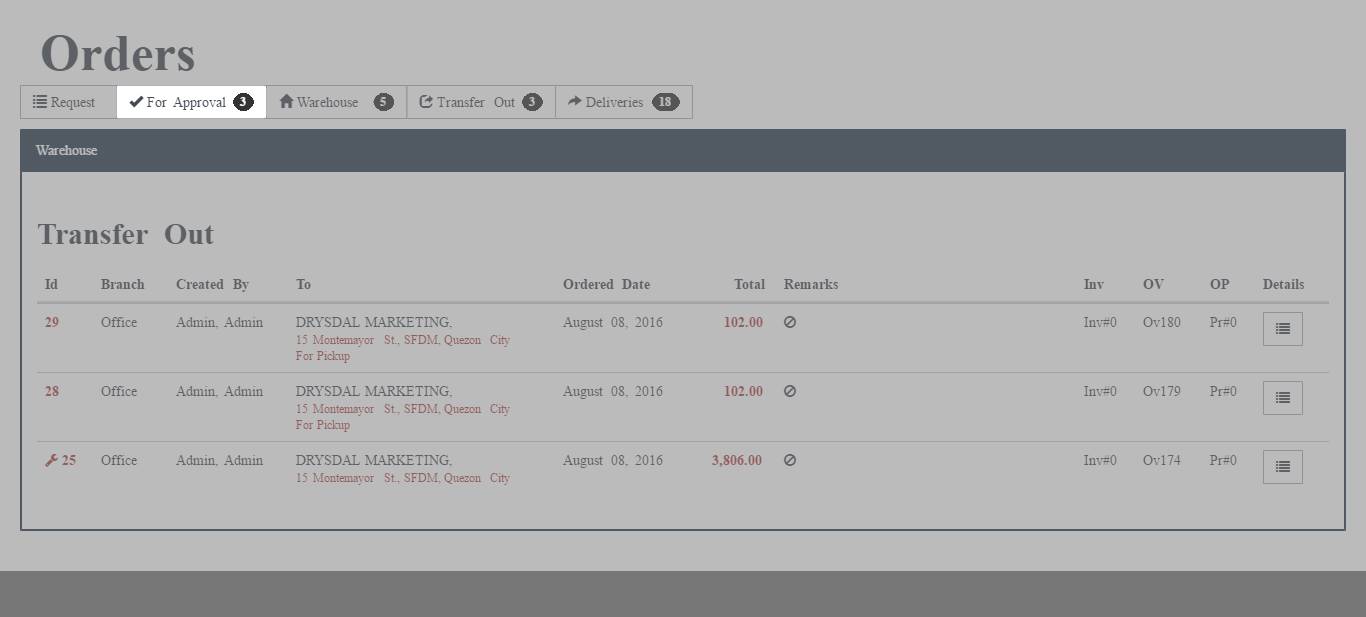 Orders
Request For Approval 3 Warehouse 5 Transfer Out 3 Deliveries 18
Warehouse
Transfer Out
Id Branch Created By To Ordered Date Total Remarks Inv OV OP Details
29 Office Admin, Admin DRYSDAL MARKETING, August 08, 2016 102.00 Inv#0 Ov180 Pr#0
15 Montemayor St., SFDM, Quezon City
For Pickup
28 Office Admin, Admin DRYSDAL MARKETING, August 08, 2016 102.00 Inv#0 Ov179 Pr#0
15 Montemayor St., SFDM, Quezon City
For Pickup
25 Office Admin, Admin DRYSDAL MARKETING, August 08, 2016 3,806.00 Inv#0 Ov174 Pr#0
15 Montemayor St., SFDM, Quezon City